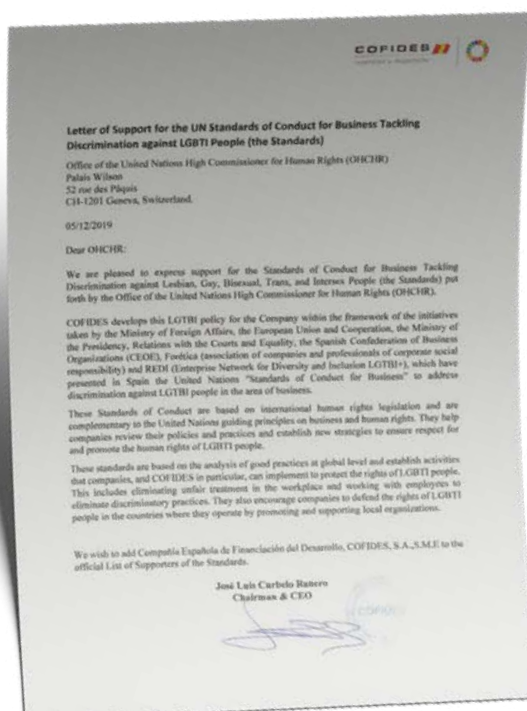 COFIDES
Letter of Support for the UN Standards of Conduct for Business Tackling
Discrimination against LGBTI People (the Standards)
Office of the United Nations High Commissioner for Human Rights (OHCHR)
Palais Wilson
52 rue des Pâquis
CH-1201 Geneva, Switzerland.
05/12/2019
Dear OHCHR:
We are pleased to express support for the Standards of Conduct for Business Tackling
Discrimination against Lesbian, Gay, Bisexual, Trans, and Intersex People (the Standards) put
forth by the Office of the United Nations High Commissioner for Human Rights (OHCHR).
COFIDES develops this LGTBI policy for the Company within the framework of the initiatives
taken by the Ministry of Foreign Affairs, the European Union and Cooperation, the Ministry of
the Presidency, Relations with the Courts and Equality, the Spanish Confederation of Business
Organizations (CEOE), Forética (association of companies and professionals of corporate social
responsibility) and REDI (Enterprise Network for Diversity and Inclusion LGTBI+), which have
presented in Spain the United Nations "Standards of Conduct for Business" to address
discrimination against LGTBI people in the area of business.
These Standards of Conduct are based on international human rights legislation and are
complementary to the United Nations guiding principles on business and human rights. They help
companies review their policies and practices and establish new strategies to ensure respect for
and promote the human rights of LGBTI people.
These standards are based on the analysis of good practices at global level and establish activities
that companies, and COFIDES in particular, can implement to protect the rights of LGBTI people.
This includes eliminating unfair treatment in the workplace and working with employees to
eliminate discriminatory practices. They also encourage companies to defend the rights of LGBTI
people in the countries where they operate by promoting and supporting local organizations.
We wish to add Compañía Española de Financiación del Desarrollo, COFIDES, S.A.,S.M.E to the
official List of Supporters of the Standards.
José Luis Curbelo Ranero
Chairman & CEO
COFIDES